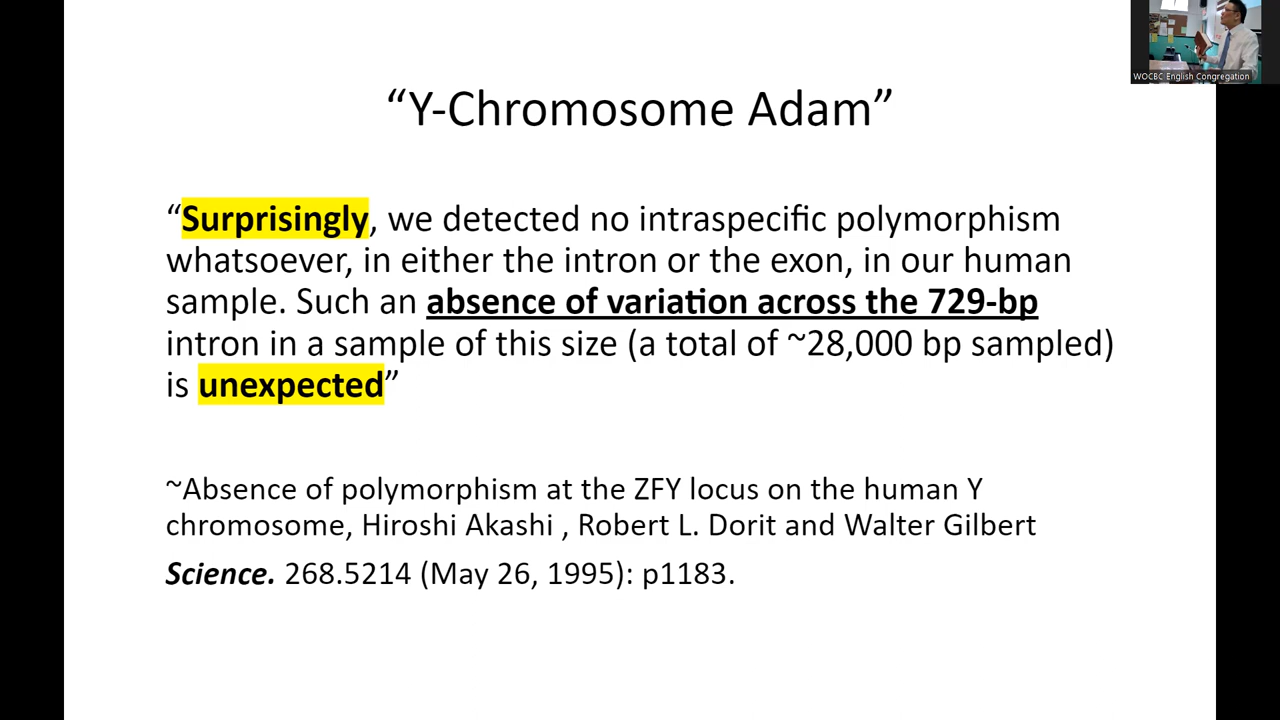 “Y-Chromosome Adam”
“Surprisingly, we detected no intraspecific polymorphism
whatsoever, in either the intron or the exon, in our human
sample. Such an absence of variation across the 729-bp
intron in a sample of this size (a total of ~28,000 bp sampled)
is unexpected”
~Absence of polymorphism at the ZFY locus on the human Y
chromosome, Hiroshi Akashi , Robert L. Dorit and Walter Gilbert
Science. 268.5214 (May 26, 1995): p1183.
WOCBC English Congregation